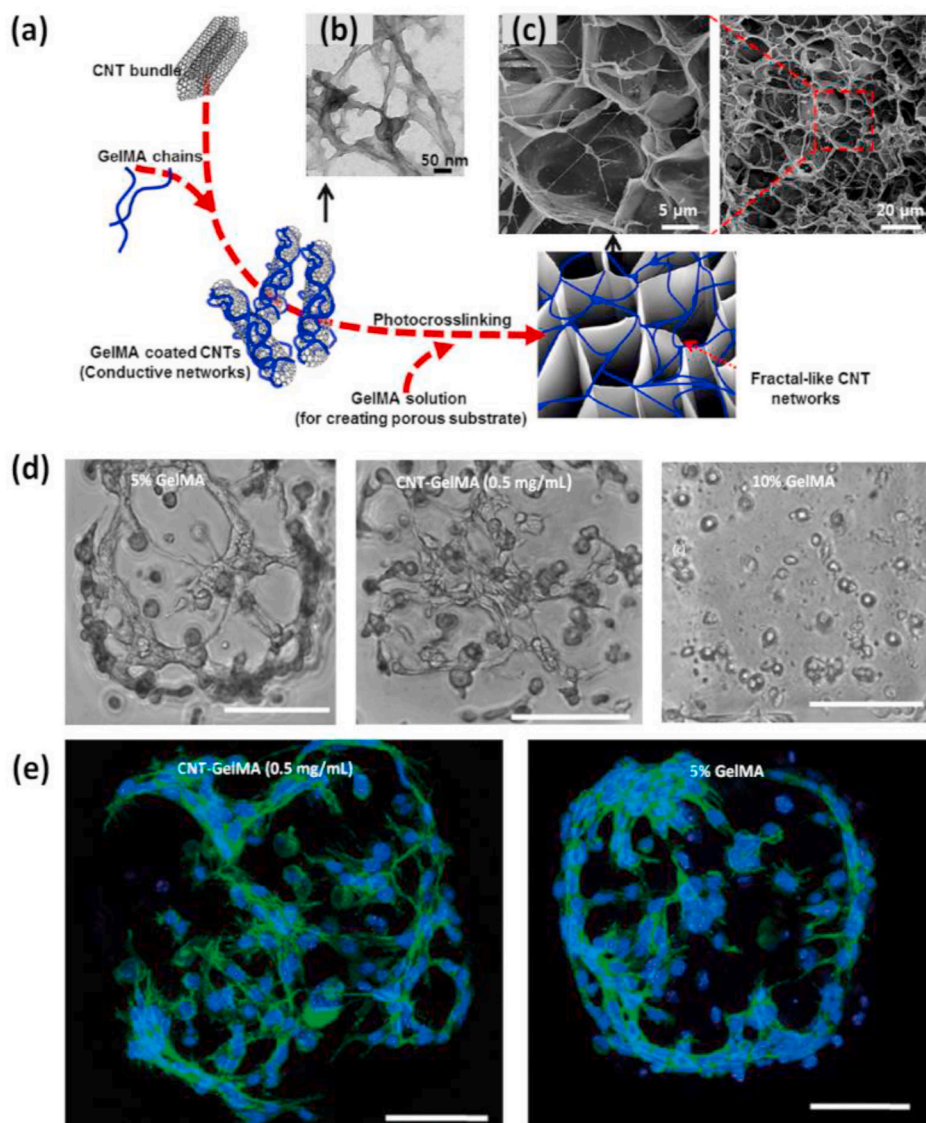 (a)
CNT bundle
GelMA chains
GelMA coated CNTs
(Conductive networks)
Photocrosslinking
GelMA solution
(for creating porous substrate)
Fractal-like CNT
networks
(b)
50 nm
(c)
5 μm
20 μm
(d)
5% GelMA
CNT-GelMA (0.5 mg/mL)
10% GelMA
(e)
CNT-GelMA (0.5 mg/mL)
5% GelMA